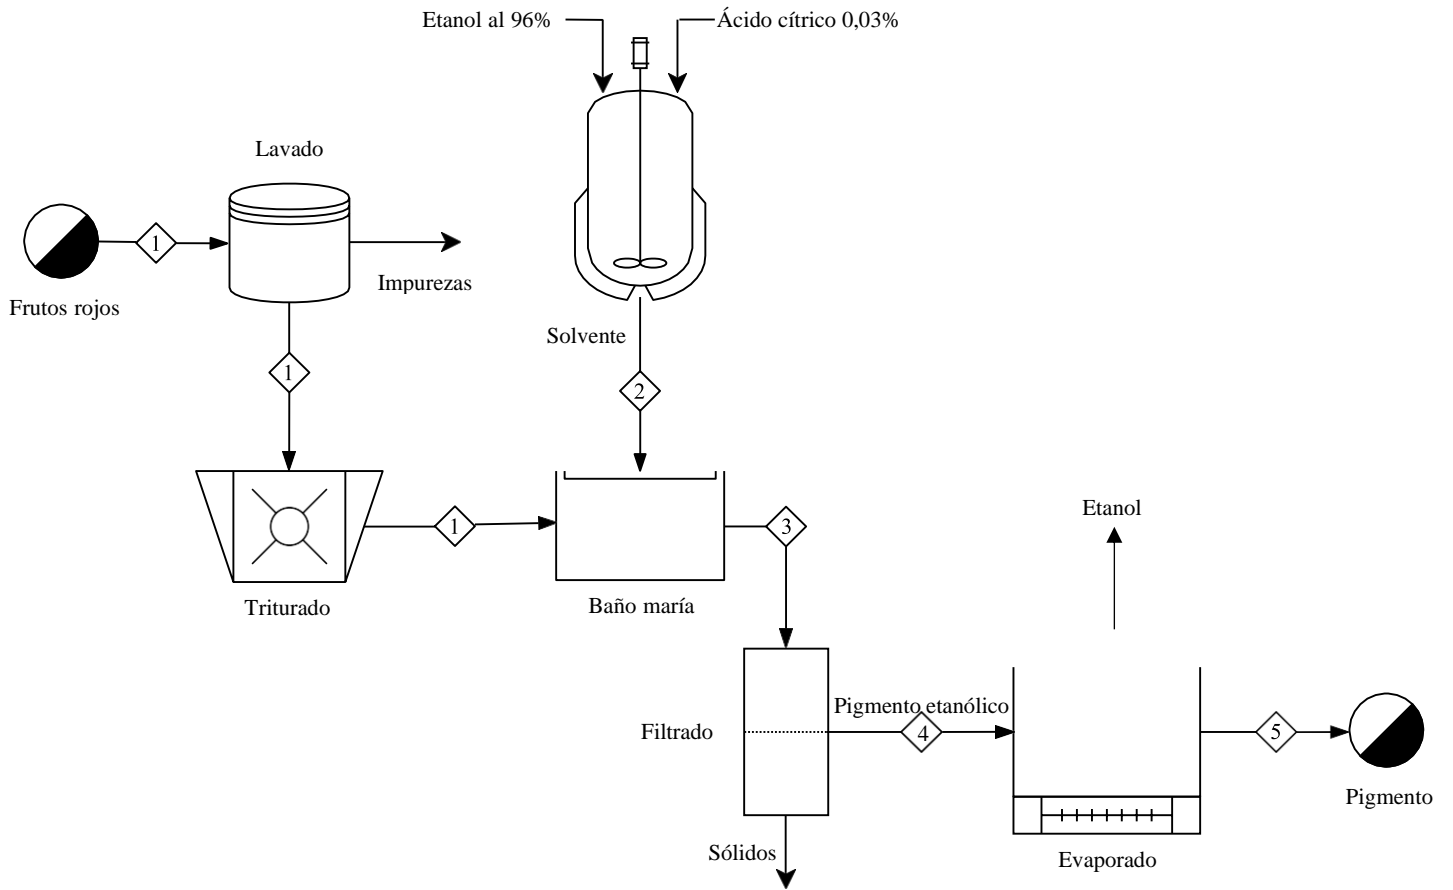 Etanol al 96%
Ácido cítrico 0,03%
Lavado
1
Impurezas
Frutos rojos
Solvente
1
2
1
3
Etanol
Triturado
Baño maría
Pigmento etanólico
Filtrado
4
5
Pigmento
Sólidos
Evaporado